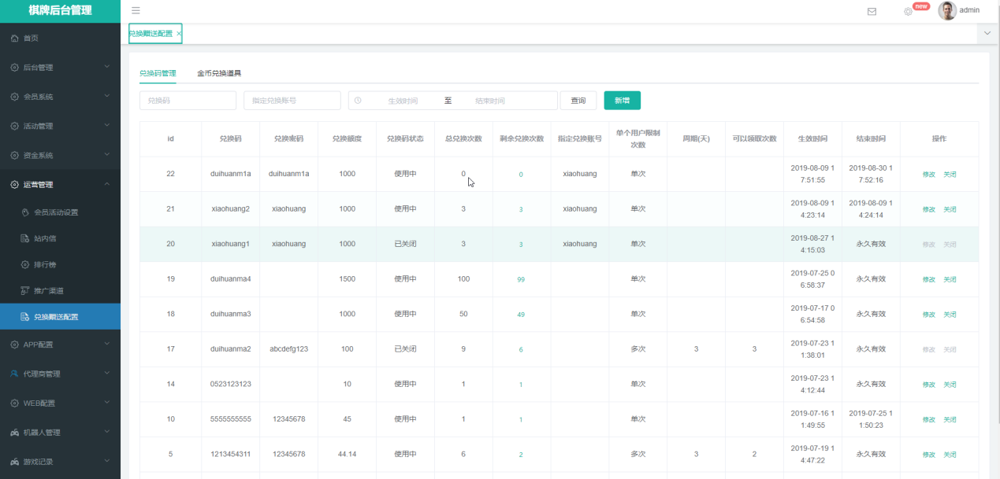 棋牌后台管理
new
admin
首页
后台管理
会员系统
活动管理
资金系统
运营管理
会员活动设置
站内信
排行榜
推广渠道
兑换赠送配置
APP配置
代理商管理
WEB配置
机器人管理
游戏记录
兑换赠送配置 ×
兑换码管理 金币兑换道具
兑换码 指定兑换账号 生效时间 至 结束时间 查询 新增
id 兑换码 兑换密码 兑换额度 兑换码状态 总兑换次数 剩余兑换次数 指定兑换账号 单个用户限制次数 周期(天) 可以领取次数 生效时间 结束时间 操作
22 duihuanm1a duihuanm1a 1000 使用中 0 0 xiaohuang 单次 2019-08-09 17:51:55 2019-08-30 17:52:16 修改 关闭
21 xiaohuang2 xiaohuang 1000 使用中 3 3 xiaohuang 单次 2019-08-09 14:23:14 2019-08-09 14:24:14 修改 关闭
20 xiaohuang1 xiaohuang 1000 已关闭 3 3 xiaohuang 单次 2019-08-27 14:15:03 永久有效 修改 关闭
19 duihuanma4 1500 使用中 100 99 单次 2019-07-25 06:58:37 永久有效 修改 关闭
18 duihuanma3 1000 使用中 50 49 单次 2019-07-17 06:54:58 永久有效 修改 关闭
17 duihuanma2 abcdefg123 100 已关闭 9 6 多次 3 3 2019-07-23 11:38:01 永久有效 修改 关闭
14 0523123123 10 使用中 1 1 单次 2019-07-23 14:12:44 永久有效 修改 关闭
10 5555555555 12345678 45 使用中 1 1 单次 2019-07-16 11:49:55 2019-07-25 11:50:23 修改 关闭
5 1213454311 12345678 44.14 使用中 6 2 多次 3 2 2019-07-19 14:47:22 永久有效 修改 关闭